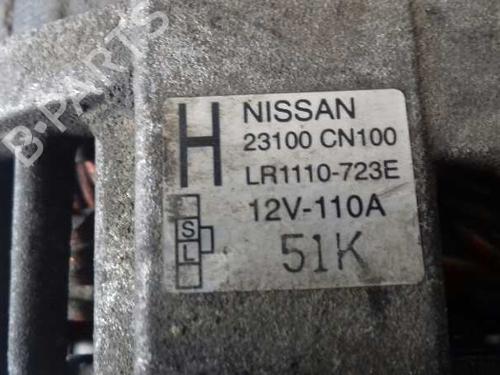 B-PARTS
H
NISSAN
23100 CN100
LR1110-723E
12V-110A
S
L
51K